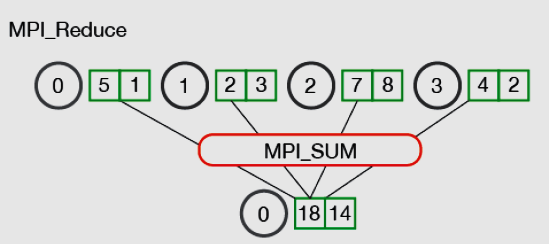 MPI_Reduce
0 5 1 1 2 3 2 7 8 3 4 2
MPI_SUM
0 18 14